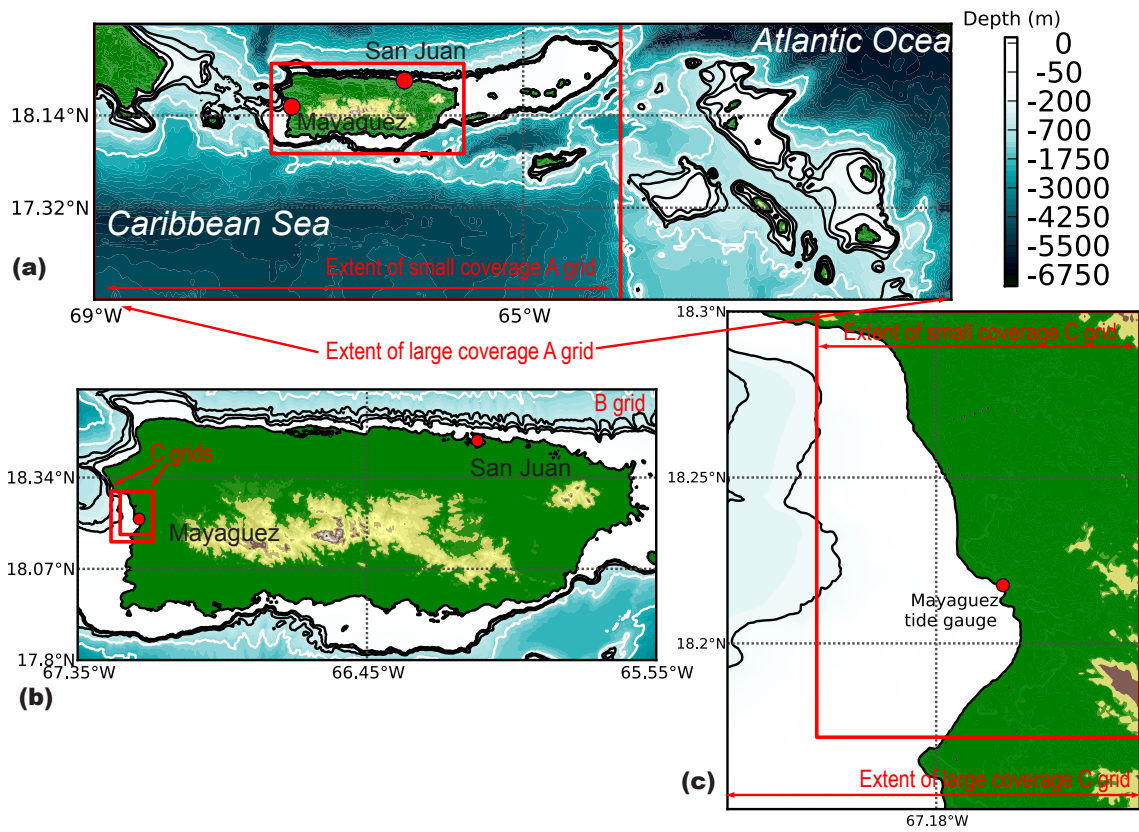 Depth (m)
0
-50
-200
-700
-1750
-3000
-4250
-5500
-6750
Atlantic Ocea
San Juan
Mayaguez
18.14°N
17.32°N
Caribbean Sea
(a)
Extent of small coverage A grid
69°W
65°W
Extent of large coverage A grid
B grid
C grids
San Juan
Mayaguez
18.34°N
18.07°N
17.8°N
67.35°W
66.45°W
65.55°W
(b)
18.3°N
Extent of small coverage C grid
18.25°N
Mayaguez
tide gauge
18.2°N
(c)
Extent of large coverage C grid
67.18°W